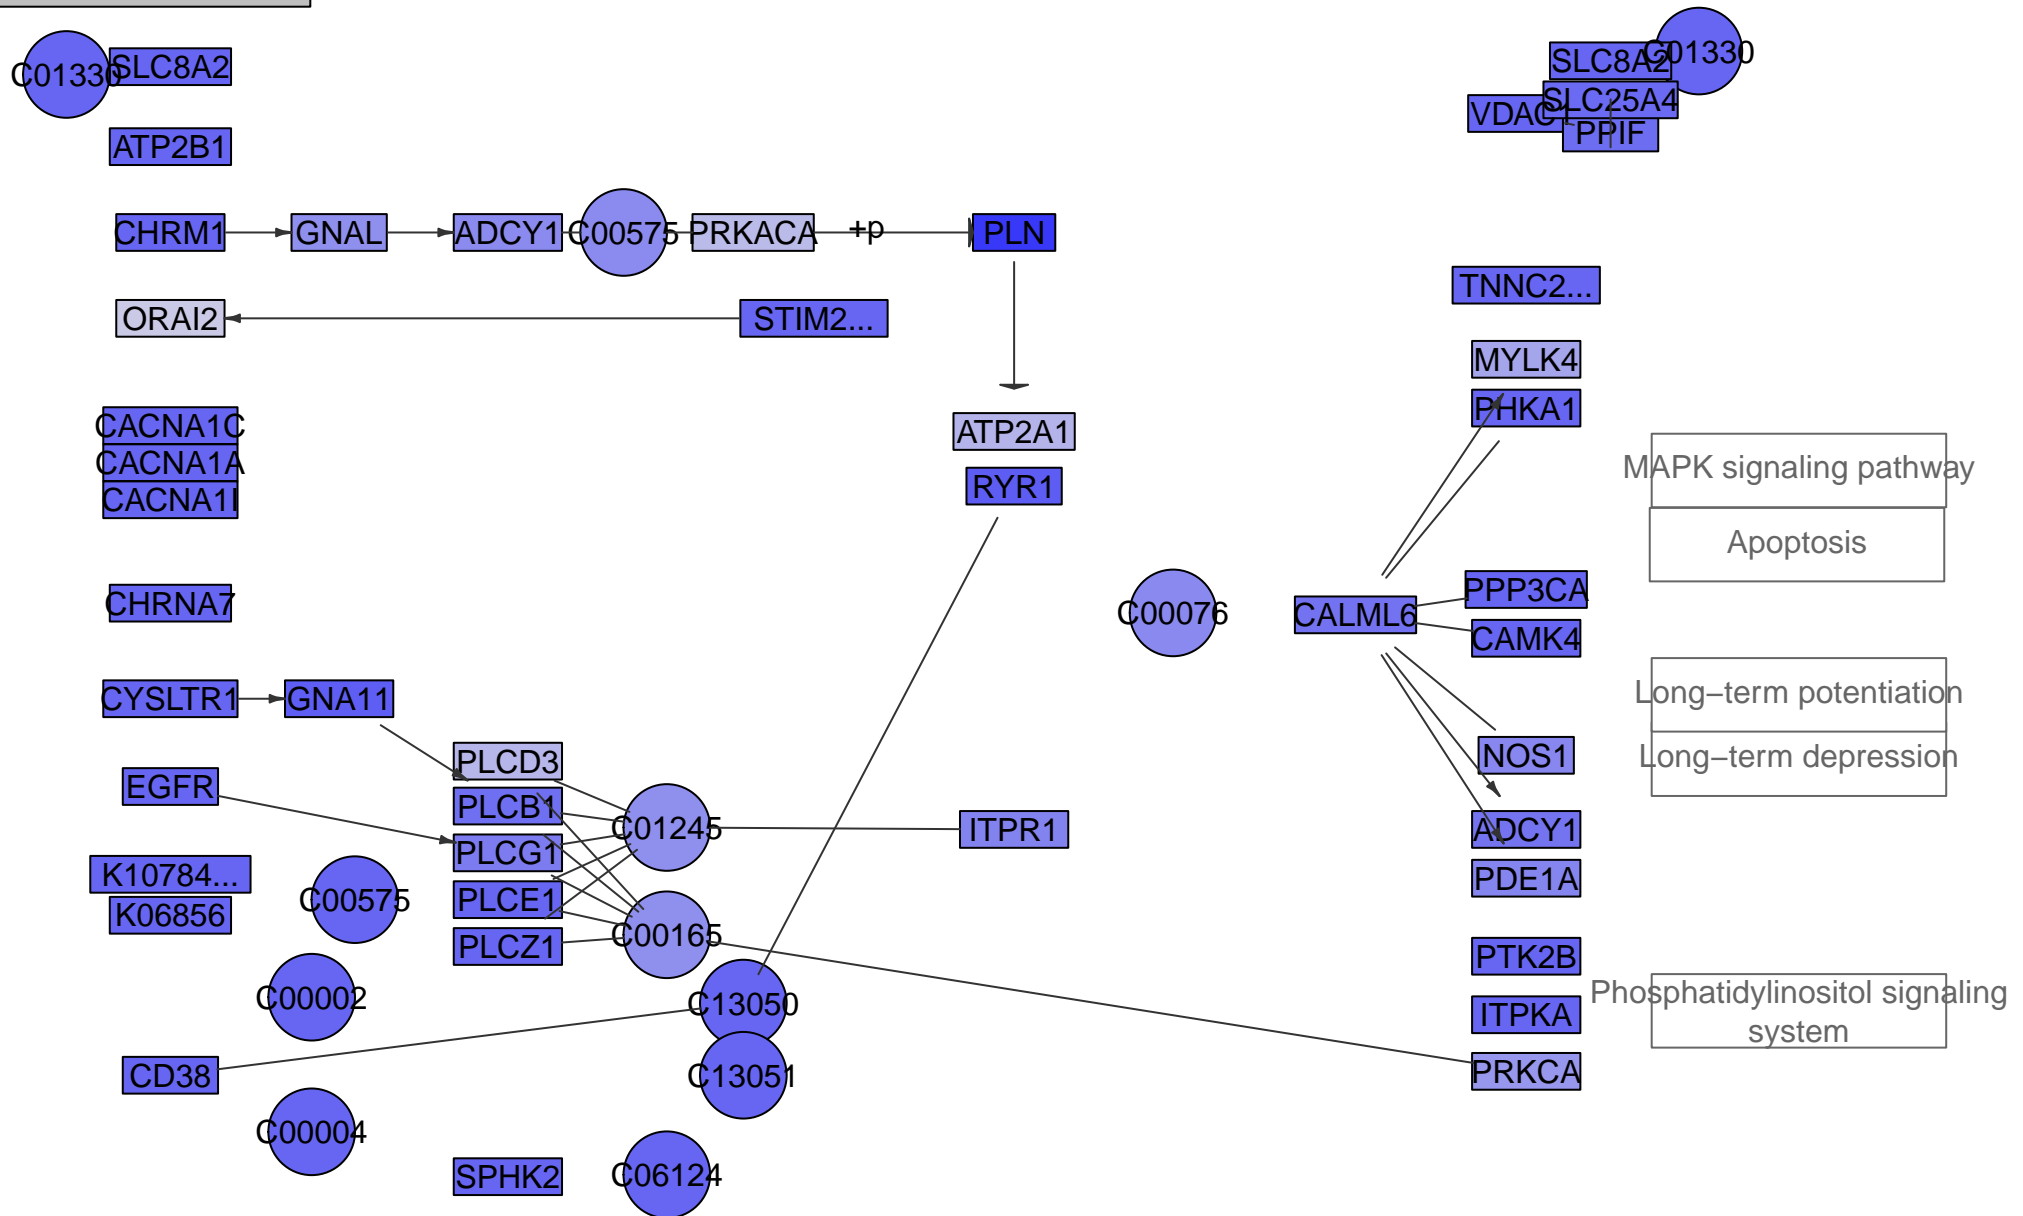 C01330
SLC8A2
SLC8A2
C01330
SLC25A4
VDAC1
PPIF
ATP2B1
CHRM1
GNAL
ADCY1
C00575
PRKACA
+p
PLN
TNNC2...
ORAI2
STIM2...
MYLK4
PHKA1
CACNA1C
CACNA1A
CACNA1I
ATP2A1
RYR1
MAPK signaling pathway
Apoptosis
CHRNA7
C00076
CALML6
PPP3CA
CAMK4
CYSLTR1
GNA11
Long−term potentiation
Long−term depression
NOS1
PLCD3
EGFR
PLCB1
C01245
ITPR1
ADCY1
PLCG1
K10784...
PDE1A
C00575
PLCE1
K06856
C00165
PLCZ1
PTK2B
C00002
C13050
Phosphatidylinositol signaling
system
ITPKA
CD38
C13051
PRKCA
C00004
SPHK2
C06124